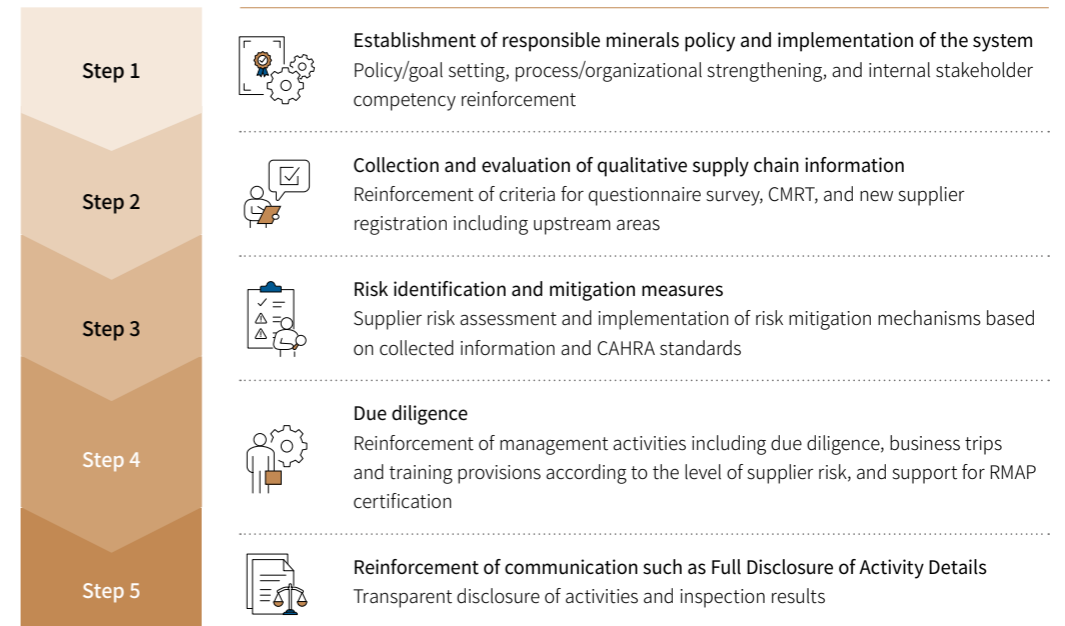 Step 1
Establishment of responsible minerals policy and implementation of the system
Policy/goal setting, process/organizational strengthening, and internal stakeholder
competency reinforcement
Step 2
Collection and evaluation of qualitative supply chain information
Reinforcement of criteria for questionnaire survey, CMRT, and new supplier
registration including upstream areas
Step 3
Risk identification and mitigation measures
Supplier risk assessment and implementation of risk mitigation mechanisms based
on collected information and CAHRA standards
Step 4
Due diligence
Reinforcement of management activities including due diligence, business trips
and training provisions according to the level of supplier risk, and support for RMAP
certification
Step 5
Reinforcement of communication such as Full Disclosure of Activity Details
Transparent disclosure of activities and inspection results